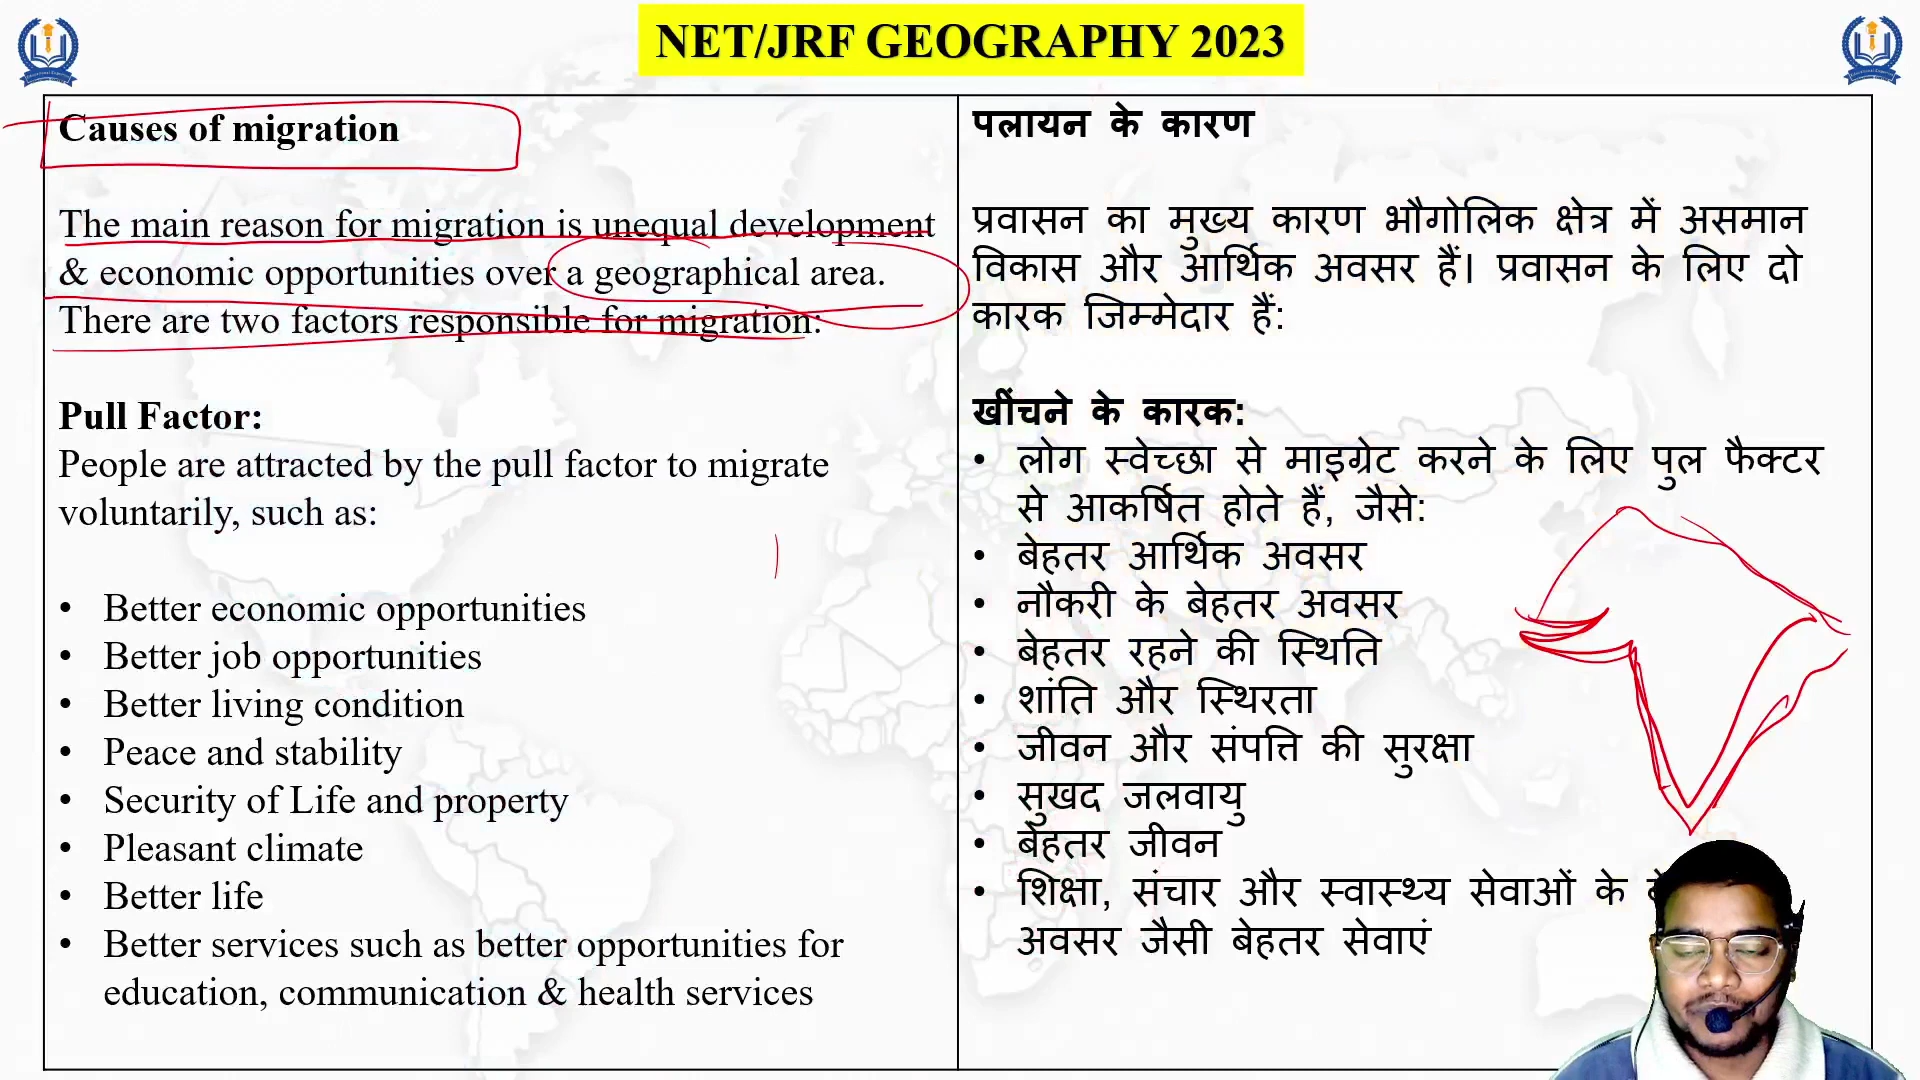 NET/JRF GEOGRAPHY 2023
Causes of migration
The main reason for migration is unequal development
& economic opportunities over a geographical area.
There are two factors responsible for migration:
Pull Factor:
People are attracted by the pull factor to migrate
voluntarily, such as:
• Better economic opportunities
• Better job opportunities
• Better living condition
• Peace and stability
• Security of Life and property
• Pleasant climate
• Better life
• Better services such as better opportunities for
education, communication & health services
पलायन के कारण
प्रवासन का मुख्य कारण भौगोलिक क्षेत्र में असमान
विकास और आर्थिक अवसर हैं। प्रवासन के लिए दो
कारक जिम्मेदार हैं:
खींचने के कारक:
• लोग स्वेच्छा से माइग्रेट करने के लिए पुल फैक्टर
से आकर्षित होते हैं, जैसे:
• बेहतर आर्थिक अवसर
• नौकरी के बेहतर अवसर
• बेहतर रहने की स्थिति
• शांति और स्थिरता
• जीवन और संपत्ति की सुरक्षा
• सुखद जलवायु
• बेहतर जीवन
• शिक्षा, संचार और स्वास्थ्य सेवाओं के
अवसर जैसी बेहतर सेवाएं